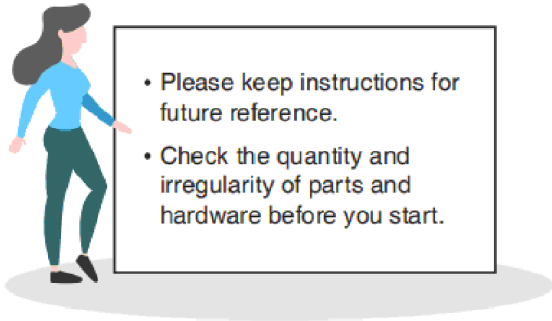 • Please keep instructions for
future reference.
• Check the quantity and
irregularity of parts and
hardware before you start.